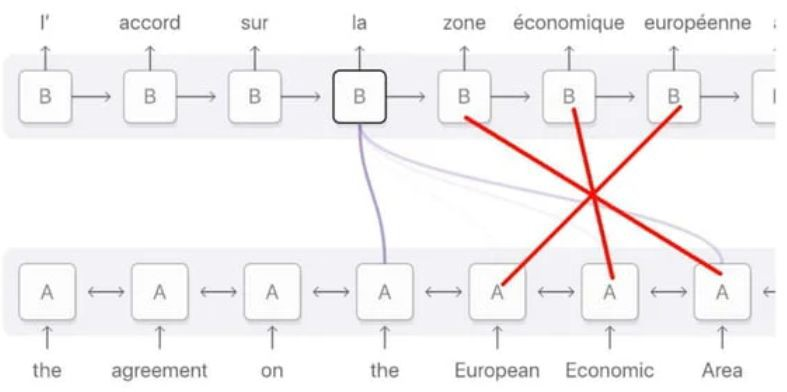 l' accord sur la zone économique européenne
B B B B B B B
A A A A A A A
the agreement on the European Economic Area